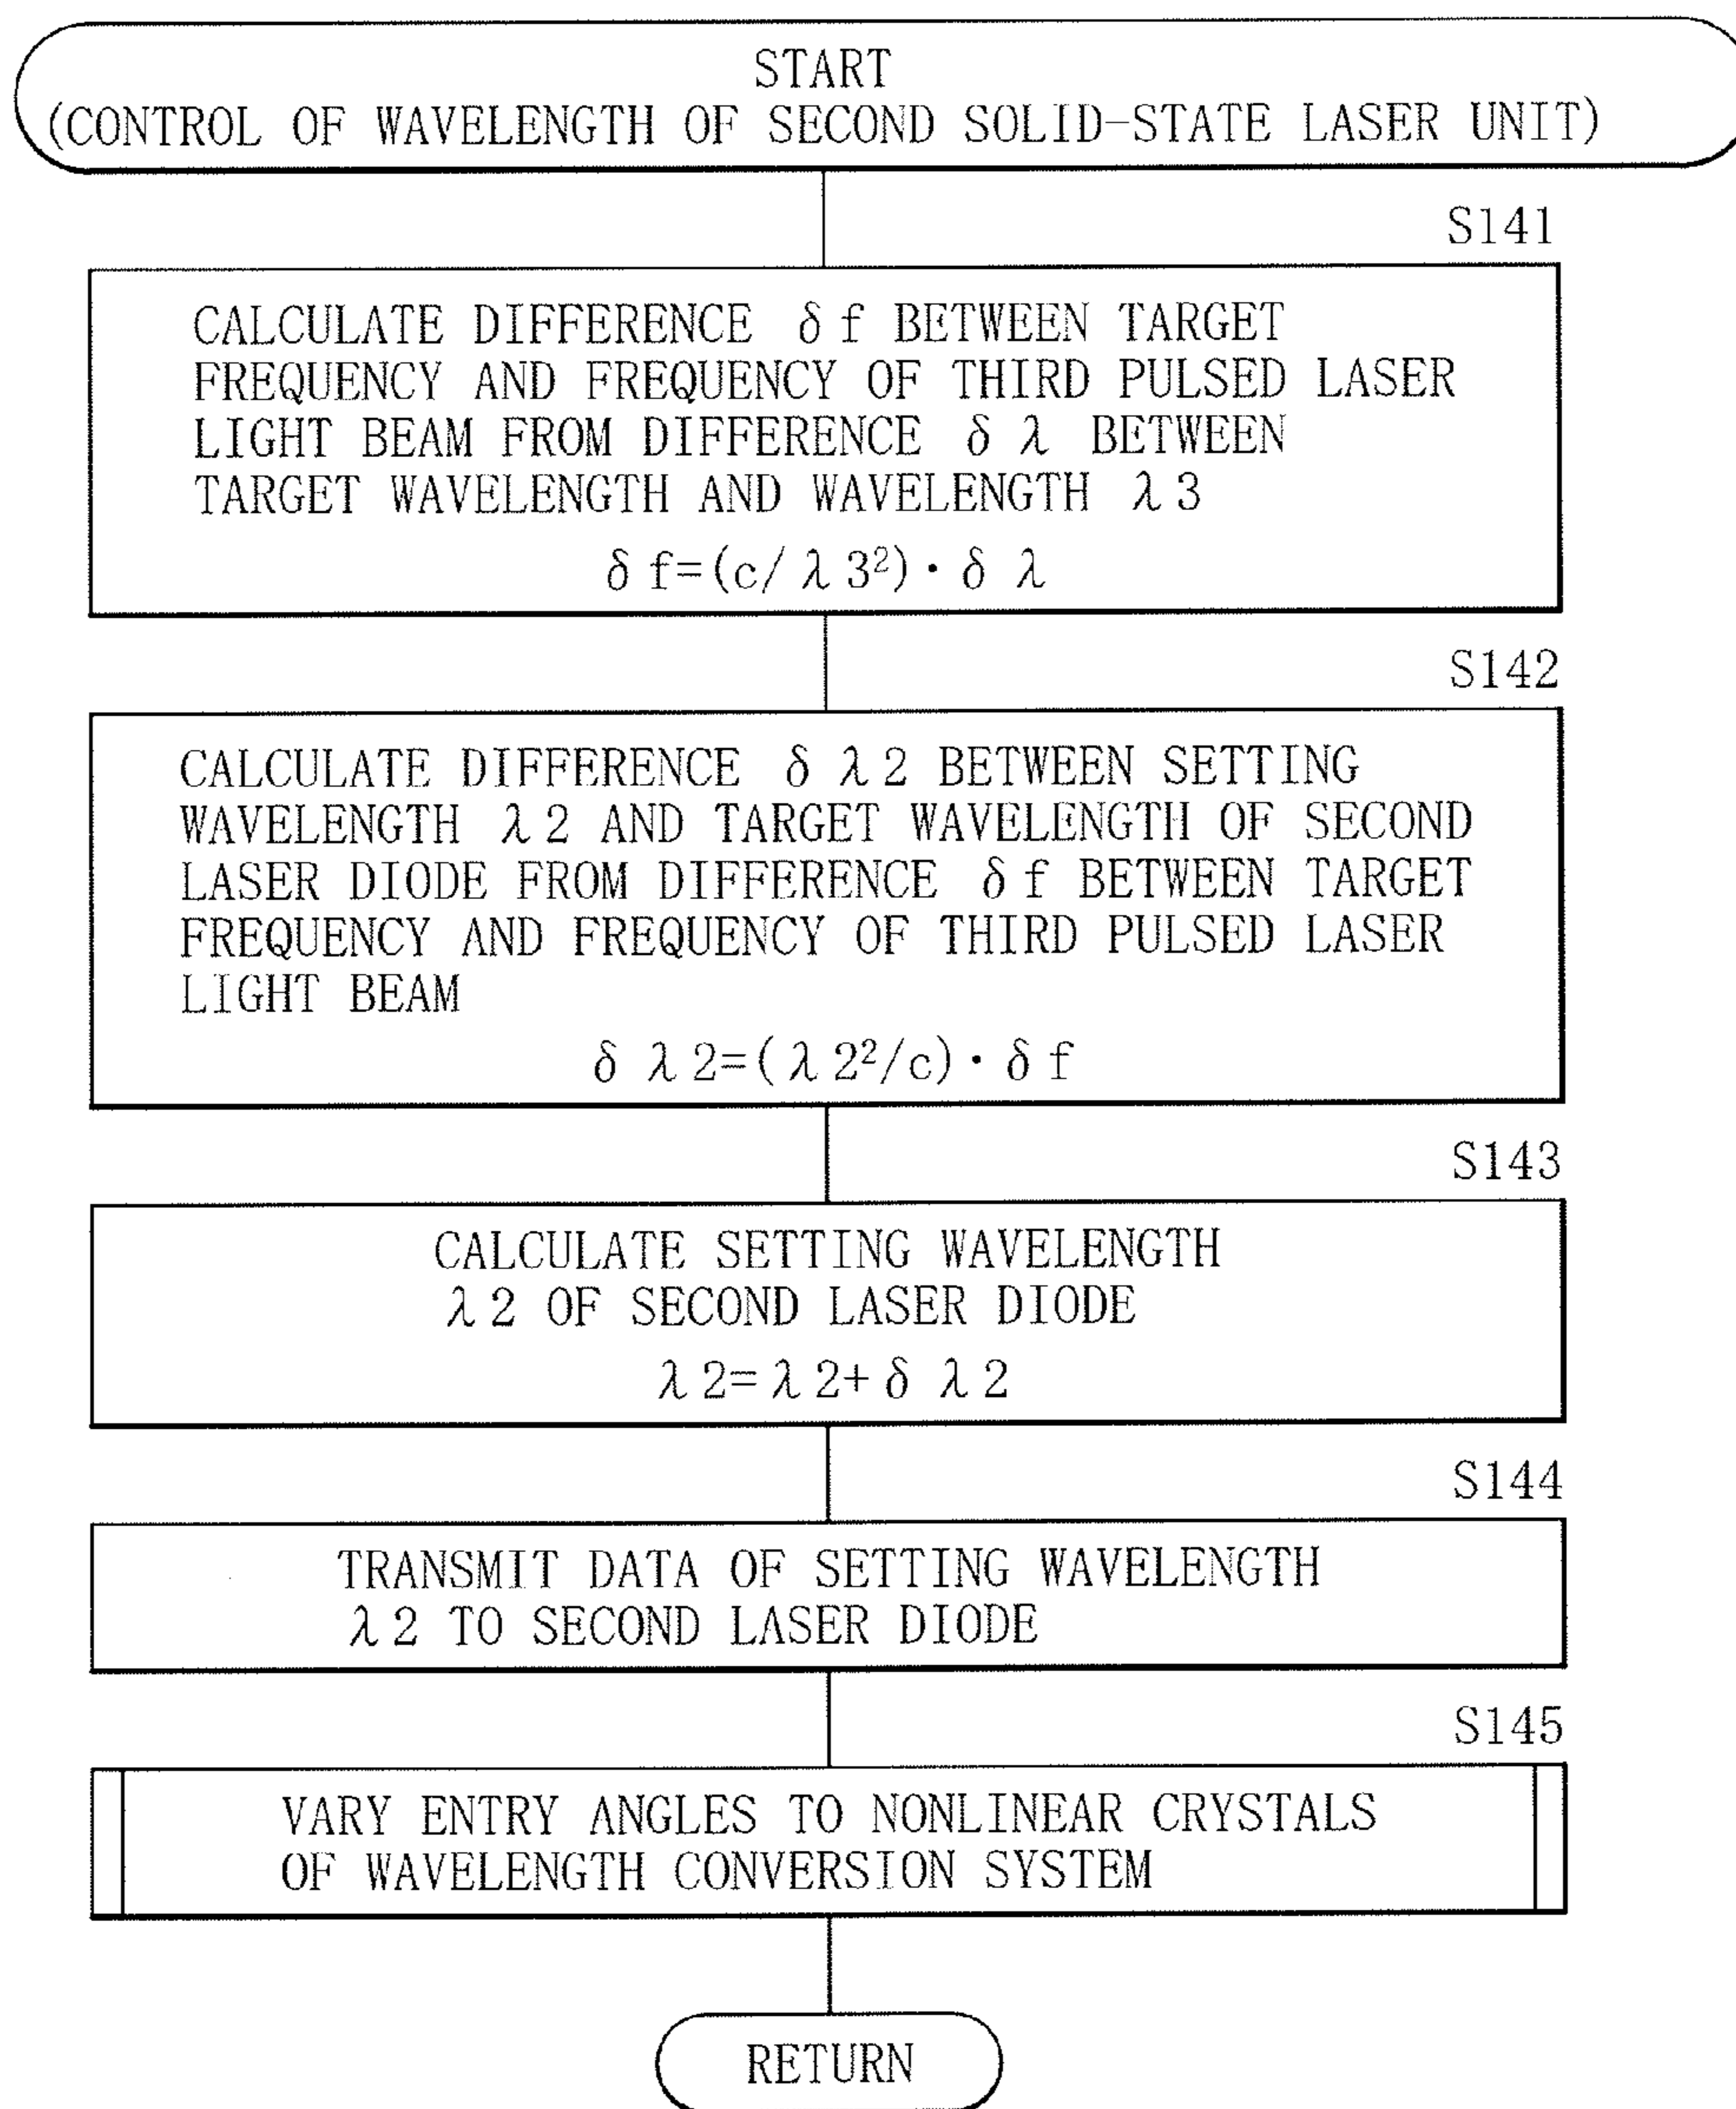 START
(CONTROL OF WAVELENGTH OF SECOND SOLID-STATE LASER UNIT)
S141
CALCULATE DIFFERENCE δf BETWEEN TARGET
FREQUENCY AND FREQUENCY OF THIRD PULSED LASER
LIGHT BEAM FROM DIFFERENCE δλ BETWEEN
TARGET WAVELENGTH AND WAVELENGTH λ3
δf=(c/λ3²)・δλ
S142
CALCULATE DIFFERENCE δλ2 BETWEEN SETTING
WAVELENGTH λ2 AND TARGET WAVELENGTH OF SECOND
LASER DIODE FROM DIFFERENCE δf BETWEEN TARGET
FREQUENCY AND FREQUENCY OF THIRD PULSED LASER
LIGHT BEAM
δλ2=(λ2²/c)・δf
S143
CALCULATE SETTING WAVELENGTH
λ2 OF SECOND LASER DIODE
λ2=λ2+δλ2
S144
TRANSMIT DATA OF SETTING WAVELENGTH
λ2 TO SECOND LASER DIODE
S145
VARY ENTRY ANGLES TO NONLINEAR CRYSTALS
OF WAVELENGTH CONVERSION SYSTEM
RETURN